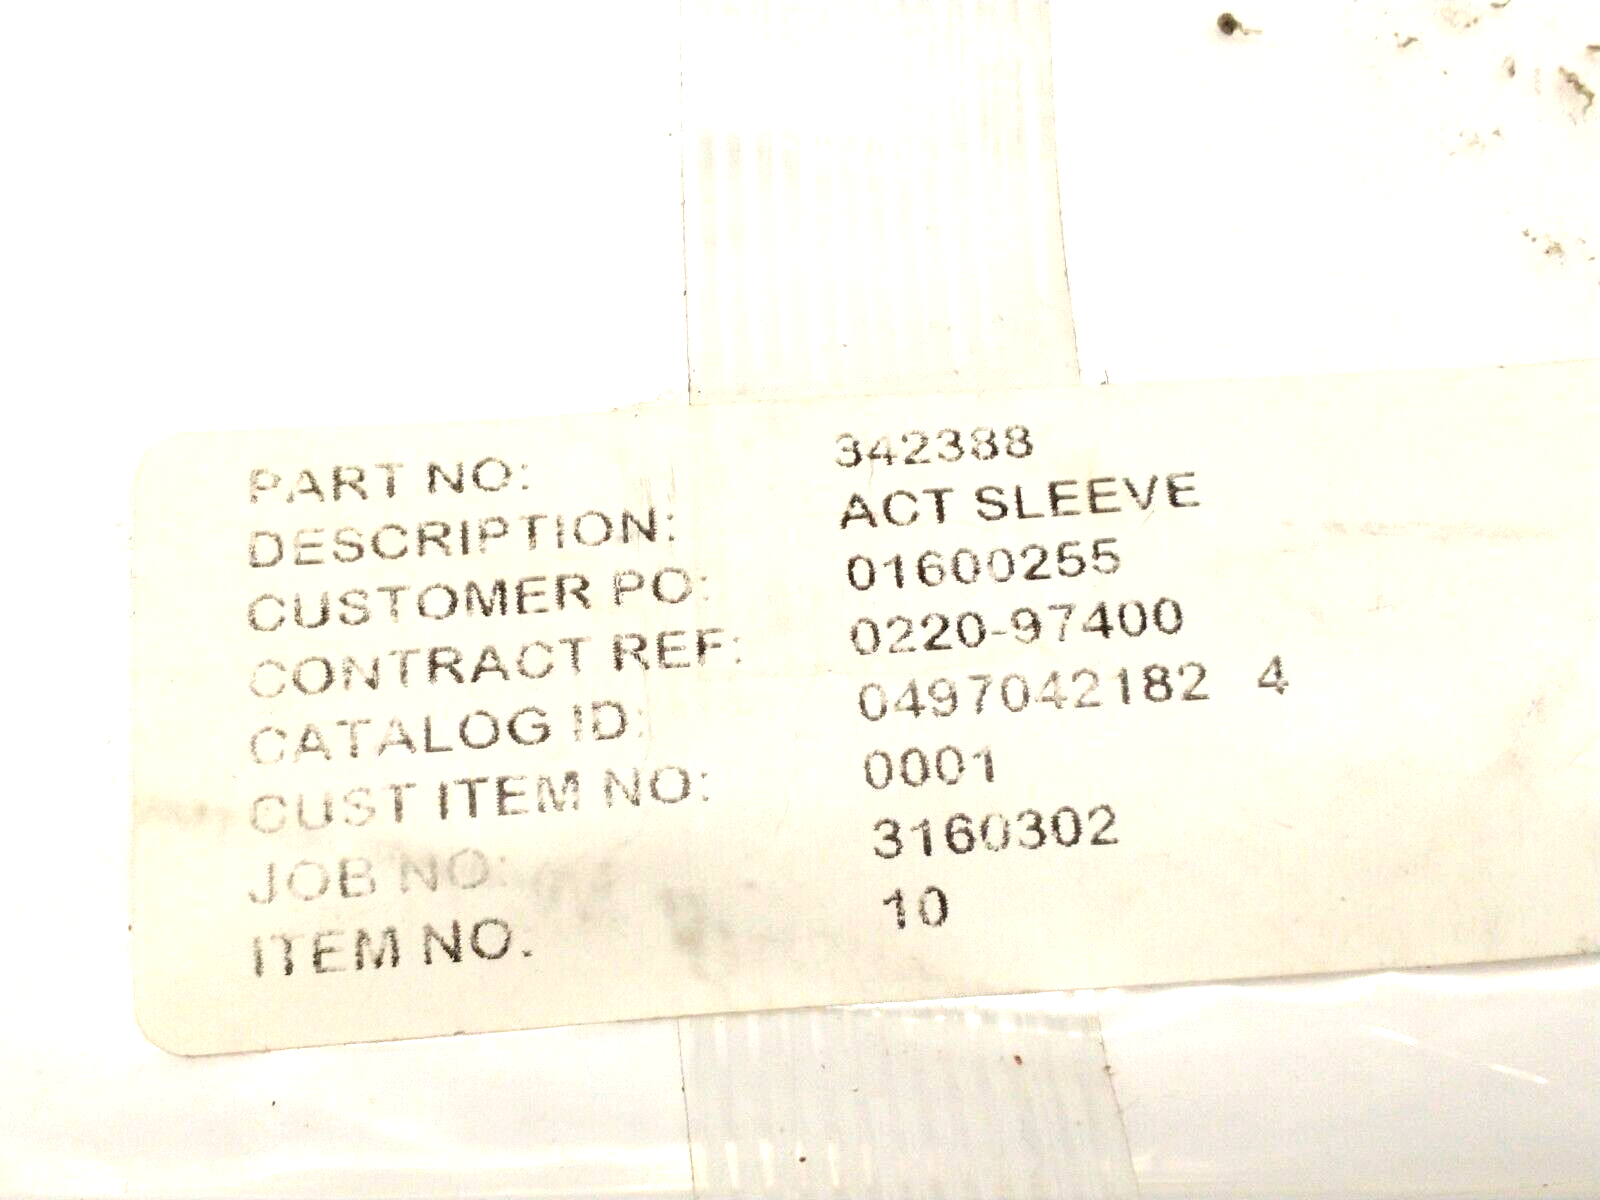 PART NO: 342388
DESCRIPTION: ACT SLEEVE
CUSTOMER PO: 01600255
CONTRACT REF: 0220-97400
CATALOG ID: 0497042182 4
CUST ITEM NO: 0001
JOB NO: 3160302
ITEM NO. 10